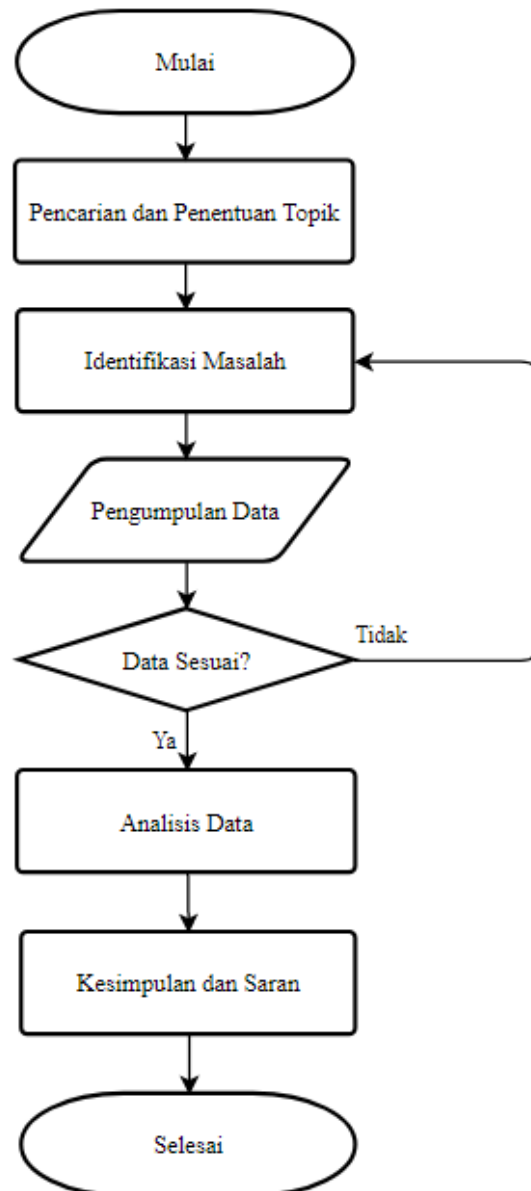 Mulai
Pencarian dan Penentuan Topik
Identifikasi Masalah
Pengumpulan Data
Data Sesuai?
Tidak
Ya
Analisis Data
Kesimpulan dan Saran
Selesai